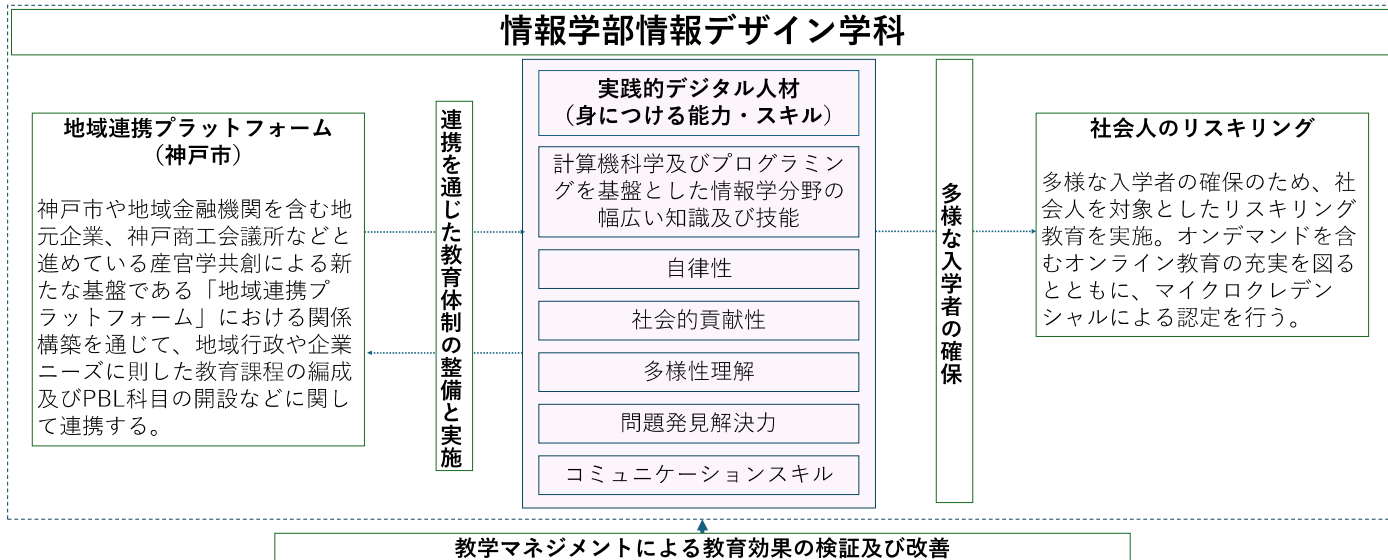 情報学部情報デザイン学科
地域連携プラットフォーム
（神戸市）
神戸市や地域金融機関を含む地
元企業、神戸商工会議所などと
進めている産官学共創による新
たな基盤である「地域連携プ
ラットフォーム」における関係
構築を通じて、地域行政や企業
ニーズに則した教育課程の編成
及びPBL科目の開設などに関し
て連携する。
連携を通じた教育体制の整備と実施
実践的デジタル人材
（身につける能力・スキル）
計算機科学及びプログラミン
グを基盤とした情報学分野の
幅広い知識及び技能
自律性
社会的貢献性
多様性理解
問題発見解決力
コミュニケーションスキル
多様な入学者の確保
社会人のリスキリング
多様な入学者の確保のため、社
会人を対象としたリスキリング
教育を実施。オンデマンドを含
むオンライン教育の充実を図る
とともに、マイクロクレデン
シャルによる認定を行う。
教学マネジメントによる教育効果の検証及び改善